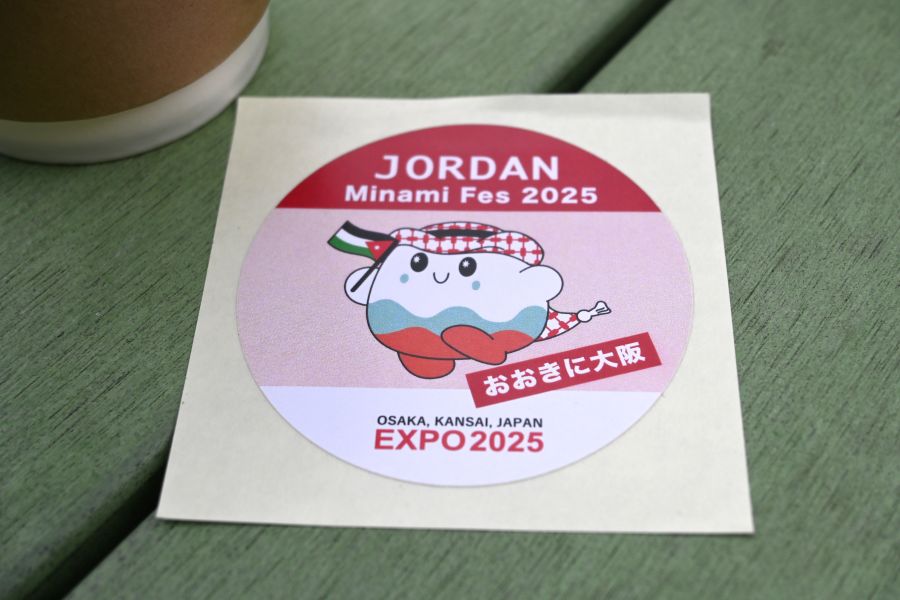 JORDAN
Minami Fes 2025
おおきに大阪
OSAKA, KANSAI, JAPAN
EXPO2025